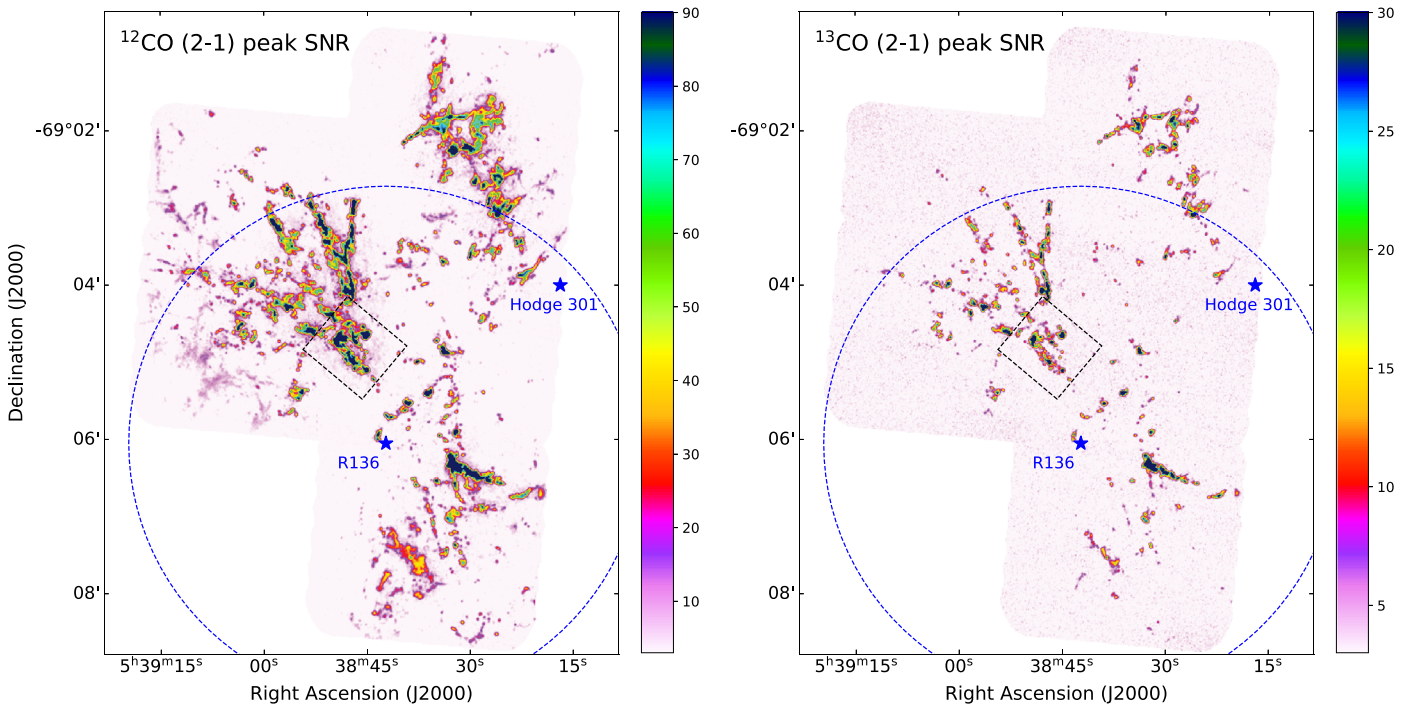 ¹²CO (2-1) peak SNR
Declination (J2000)
-69°02'
04'
06'
08'
Hodge 301
R136
5ʰ39ᵐ15ˢ 00ˢ 38ᵐ45ˢ 30ˢ 15ˢ
Right Ascension (J2000)
90
80
70
60
50
40
30
20
10
¹³CO (2-1) peak SNR
-69°02'
04'
06'
08'
Hodge 301
R136
5ʰ39ᵐ15ˢ 00ˢ 38ᵐ45ˢ 30ˢ 15ˢ
Right Ascension (J2000)
30
25
20
15
10
5